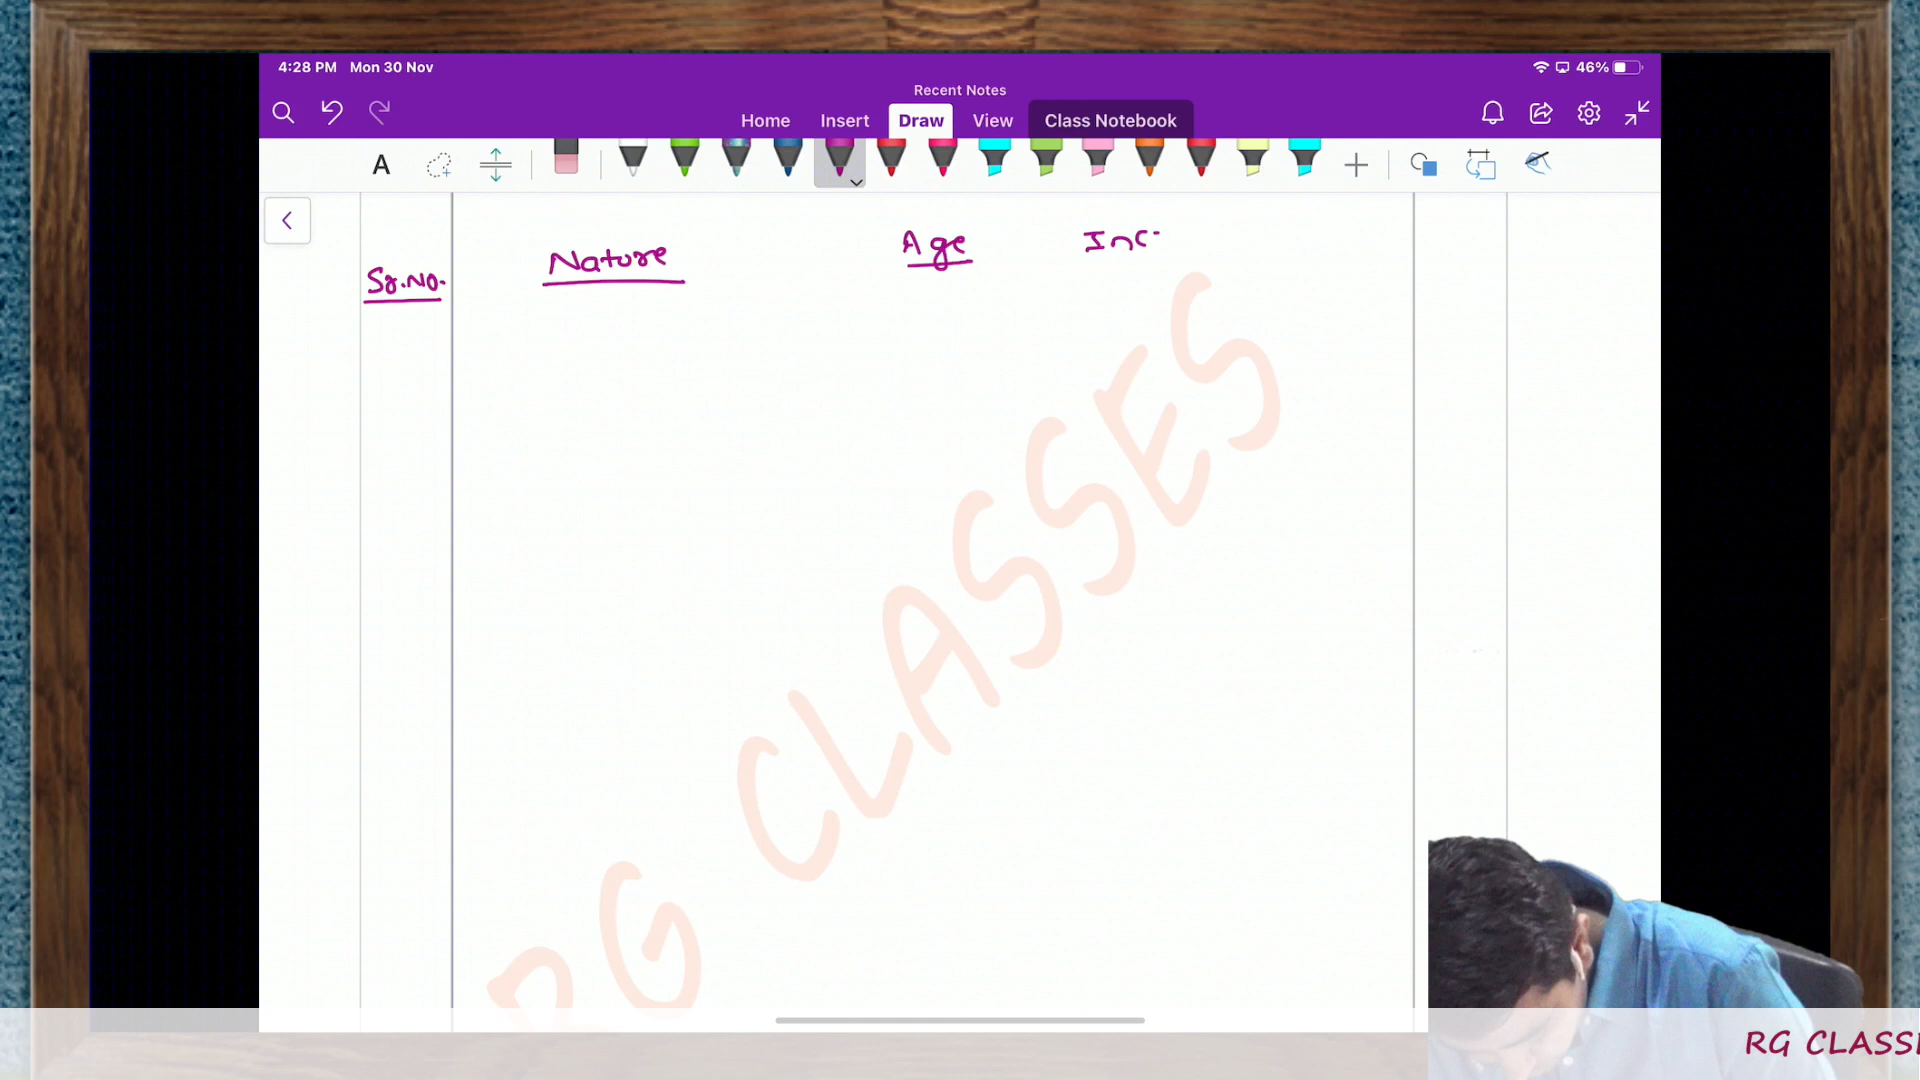 4:28 PM Mon 30 Nov
46%
Recent Notes
Home Insert Draw View Class Notebook
A
Sr.No. Nature Age Inc.
RG CLASSES
RG CLASSE